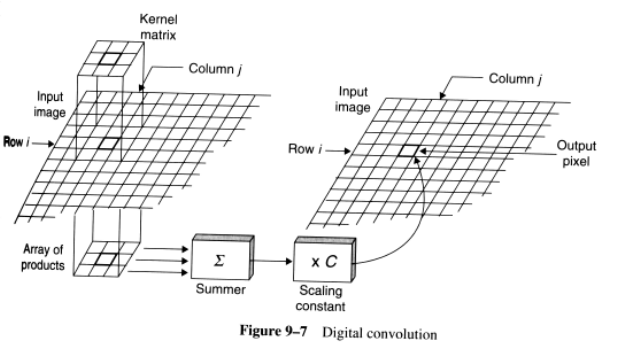 Kernel
matrix
Column j
Input
image
Row i
Array of
products
Σ
Summer
x C
Scaling
constant
Input
image
Column j
Row i
Output
pixel
Figure 9–7 Digital convolution